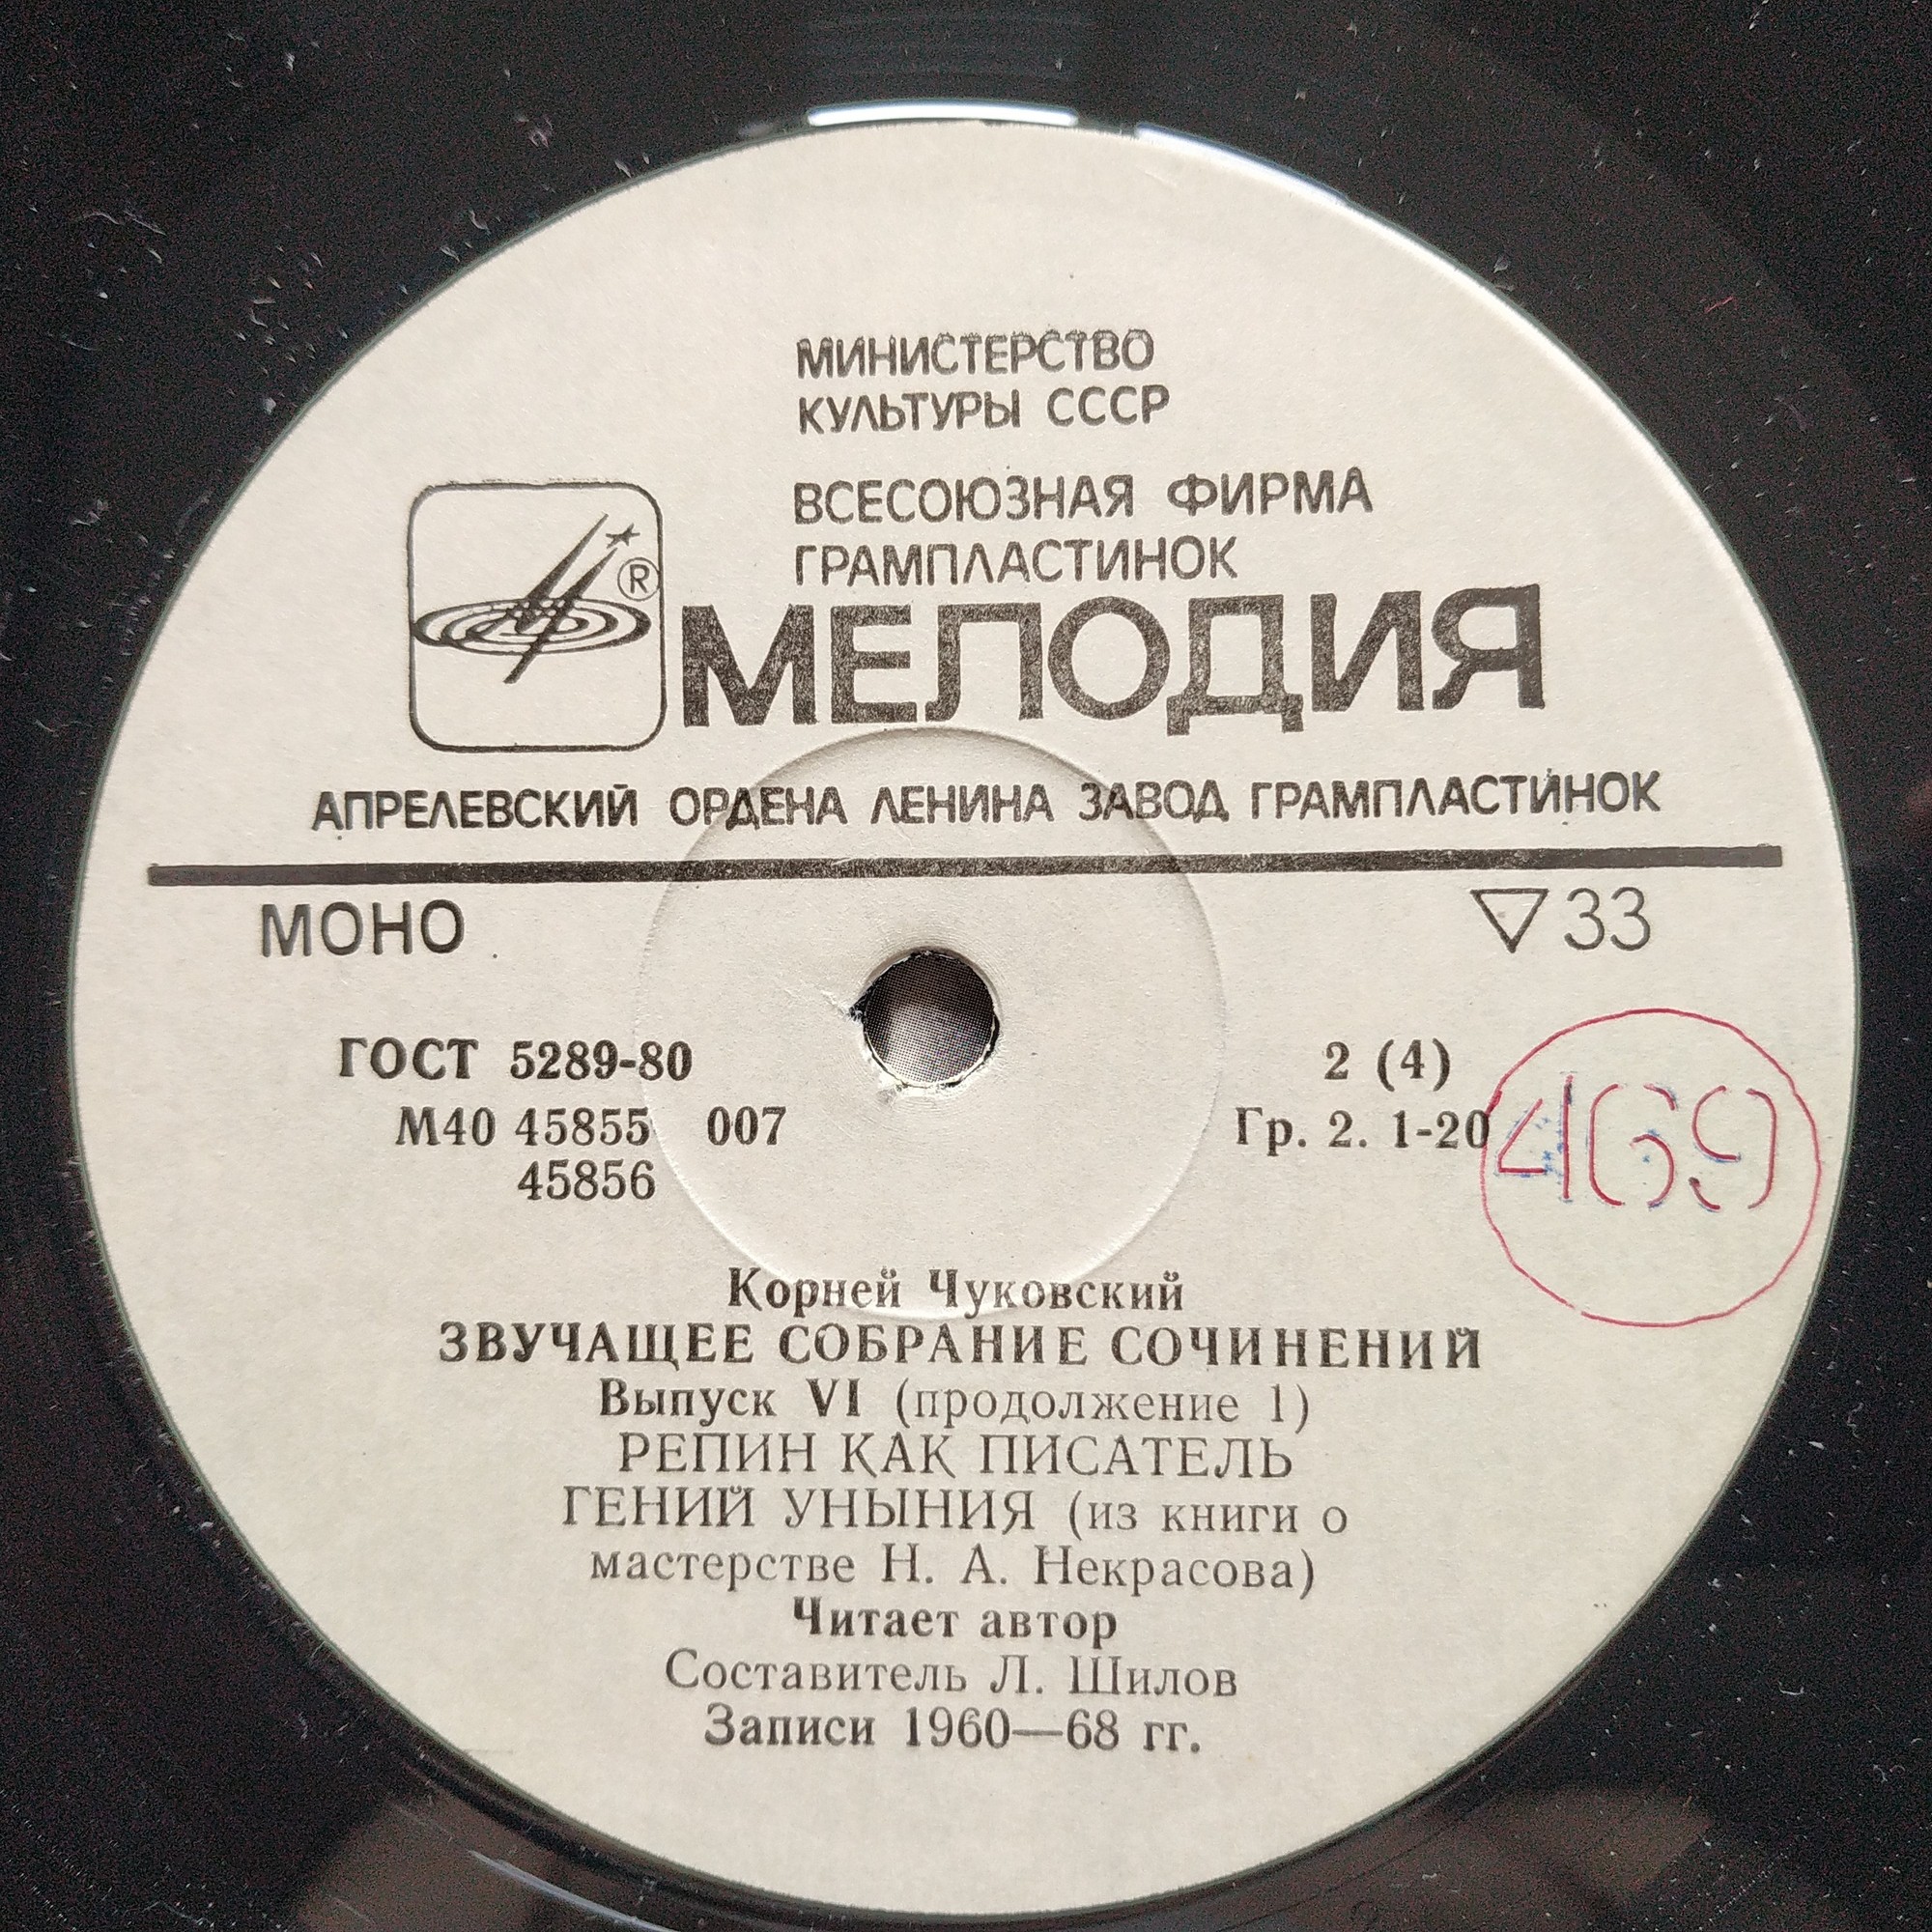 МИНИСТЕРСТВО
КУЛЬТУРЫ СССР
ВСЕСОЮЗНАЯ ФИРМА
ГРАМПЛАСТИНОК
®
МЕЛОДИЯ
АПРЕЛЕВСКИЙ ОРДЕНА ЛЕНИНА ЗАВОД ГРАМПЛАСТИНОК
МОНО ▽33
ГОСТ 5289-80 2 (4)
М40 45855 007 Гр. 2. 1-20
45856
469
Корней Чуковский
ЗВУЧАЩЕЕ СОБРАНИЕ СОЧИНЕНИЙ
Выпуск VI (продолжение 1)
РЕПИН КАК ПИСАТЕЛЬ
ГЕНИЙ УНЫНИЯ (из книги о
мастерстве Н. А. Некрасова)
Читает автор
Составитель Л. Шилов
Записи 1960—68 гг.